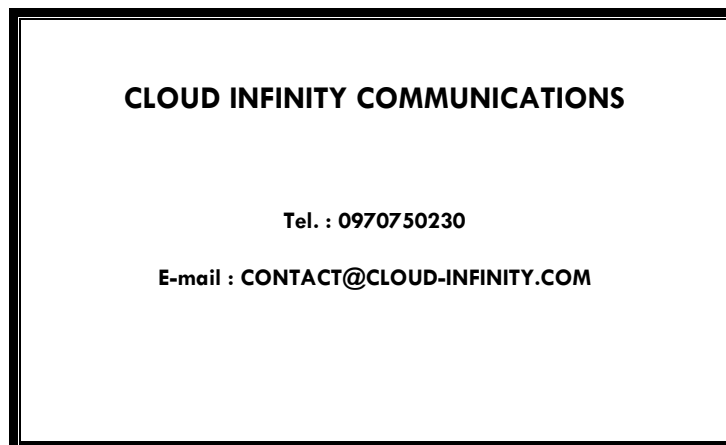 CLOUD INFINITY COMMUNICATIONS
Tel. : 0970750230
E-mail : CONTACT@CLOUD-INFINITY.COM